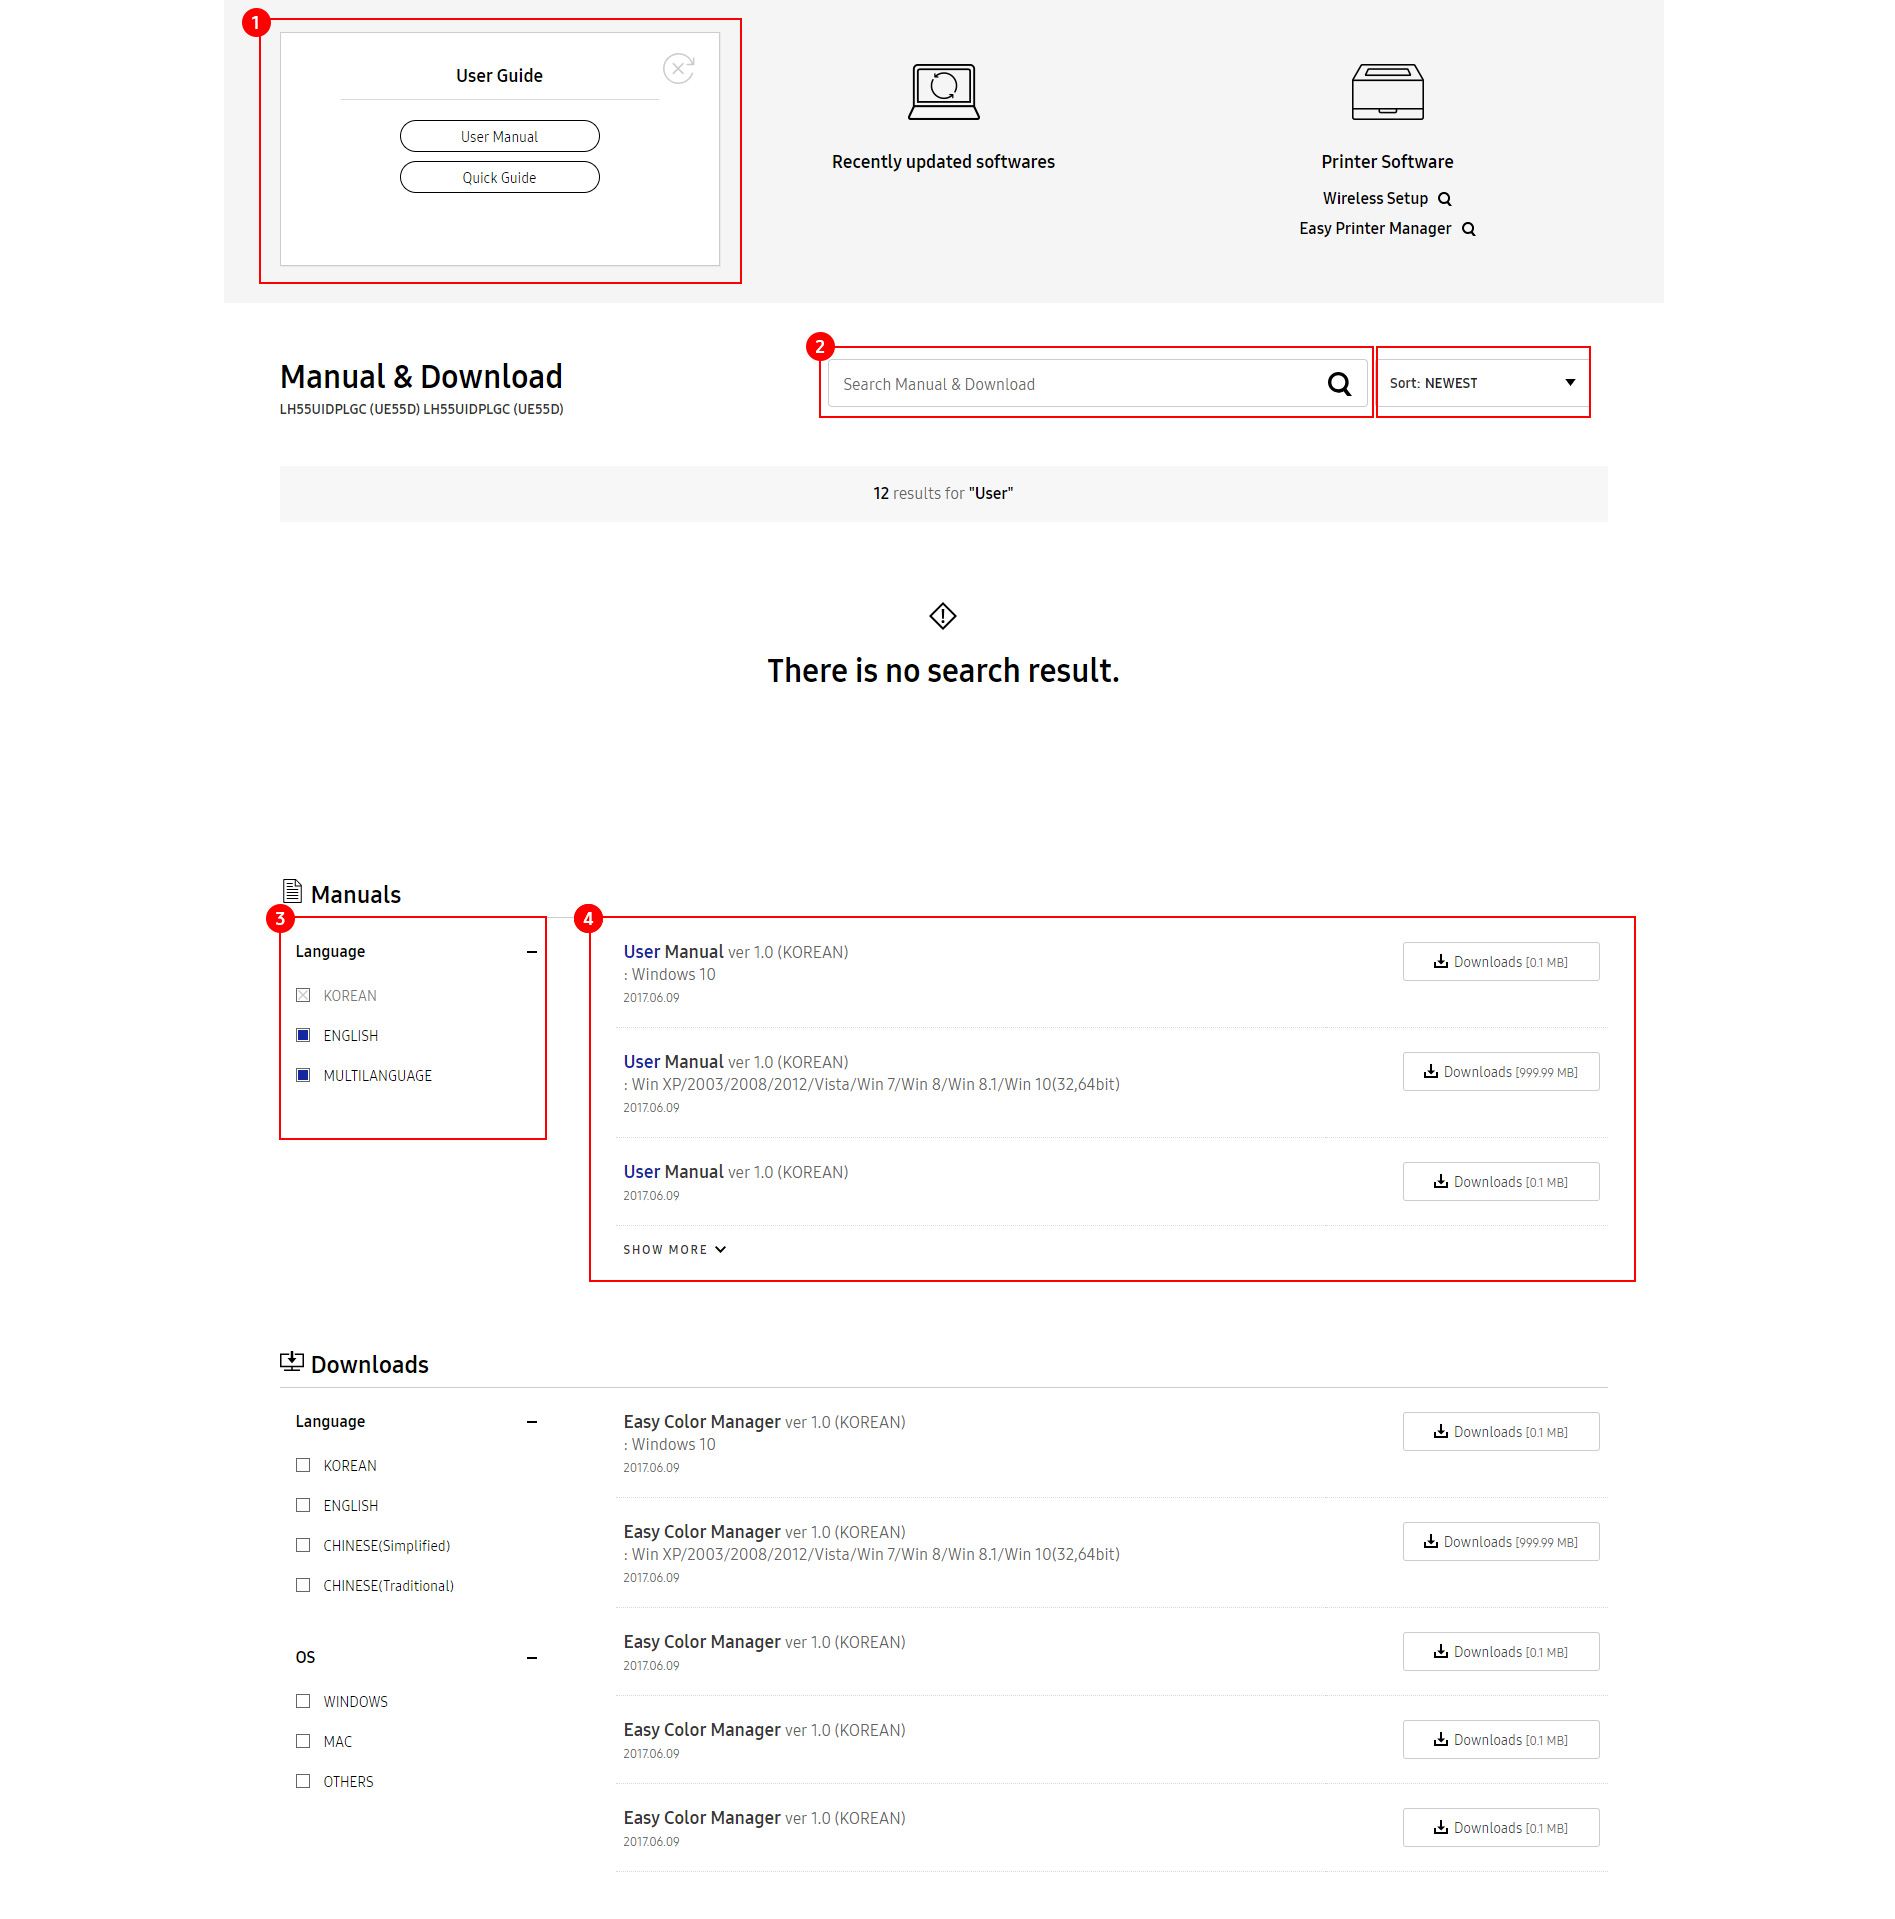 1
User Guide
User Manual
Quick Guide
Recently updated softwares
Printer Software
Wireless Setup
Easy Printer Manager
Manual & Download
LH55UIDPLGC (UE55D) LH55UIDPLGC (UE55D)
2
Search Manual & Download
Sort: NEWEST
12 results for "User"
There is no search result.
Manuals
3
Language
KOREAN
ENGLISH
MULTILANGUAGE
4
User Manual ver 1.0 (KOREAN)
: Windows 10
2017.06.09
Downloads [0.1 MB]
User Manual ver 1.0 (KOREAN)
: Win XP/2003/2008/2012/Vista/Win 7/Win 8/Win 8.1/Win 10(32,64bit)
2017.06.09
Downloads [999.99 MB]
User Manual ver 1.0 (KOREAN)
2017.06.09
Downloads [0.1 MB]
SHOW MORE
Downloads
Language
KOREAN
ENGLISH
CHINESE(Simplified)
CHINESE(Traditional)
OS
WINDOWS
MAC
OTHERS
Easy Color Manager ver 1.0 (KOREAN)
: Windows 10
2017.06.09
Downloads [0.1 MB]
Easy Color Manager ver 1.0 (KOREAN)
: Win XP/2003/2008/2012/Vista/Win 7/Win 8/Win 8.1/Win 10(32,64bit)
2017.06.09
Downloads [999.99 MB]
Easy Color Manager ver 1.0 (KOREAN)
2017.06.09
Downloads [0.1 MB]
Easy Color Manager ver 1.0 (KOREAN)
2017.06.09
Downloads [0.1 MB]
Easy Color Manager ver 1.0 (KOREAN)
2017.06.09
Downloads [0.1 MB]